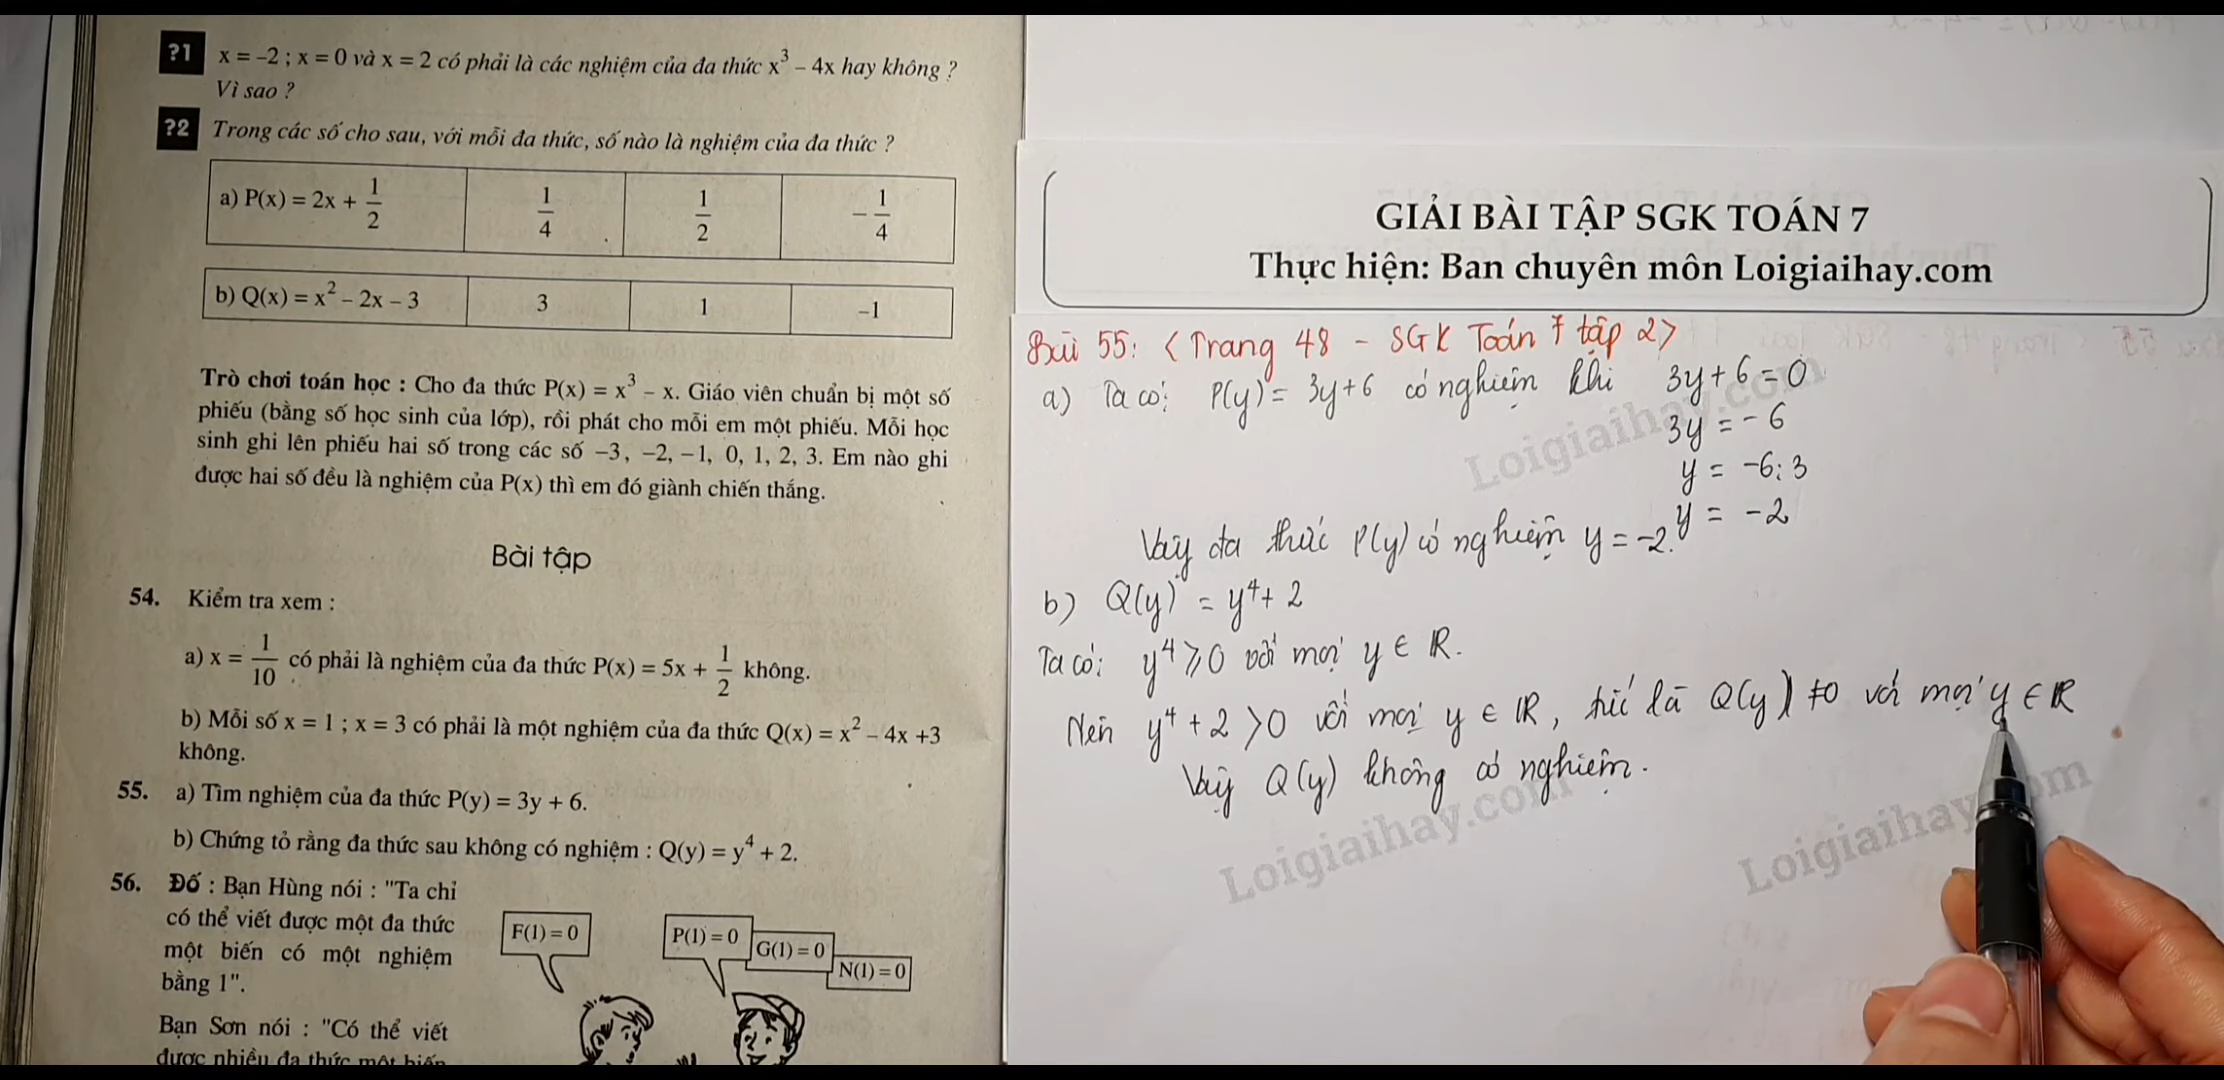 ?1 x = –2 ; x = 0 và x = 2 có phải là các nghiệm của đa thức x³ – 4x hay không ?
Vì sao ?
?2 Trong các số cho sau, với mỗi đa thức, số nào là nghiệm của đa thức ?
a) P(x) = 2x + 1/2 1/4 1/2 –1/4
b) Q(x) = x² – 2x – 3 3 1 –1
Trò chơi toán học : Cho đa thức P(x) = x³ – x. Giáo viên chuẩn bị một số
phiếu (bằng số học sinh của lớp), rồi phát cho mỗi em một phiếu. Mỗi học
sinh ghi lên phiếu hai số trong các số –3, –2, –1, 0, 1, 2, 3. Em nào ghi
được hai số đều là nghiệm của P(x) thì em đó giành chiến thắng.
Bài tập
54. Kiểm tra xem :
a) x = 1/10 có phải là nghiệm của đa thức P(x) = 5x + 1/2 không.
b) Mỗi số x = 1 ; x = 3 có phải là một nghiệm của đa thức Q(x) = x² – 4x +3
không.
55. a) Tìm nghiệm của đa thức P(y) = 3y + 6.
b) Chứng tỏ rằng đa thức sau không có nghiệm : Q(y) = y⁴ + 2.
56. Đố : Bạn Hùng nói : "Ta chỉ
có thể viết được một đa thức
một biến có một nghiệm
bằng 1".
Bạn Sơn nói : "Có thể viết
được nhiều đa thức một biến
F(1) = 0
P(1) = 0
G(1) = 0
N(1) = 0
GIẢI BÀI TẬP SGK TOÁN 7
Thực hiện: Ban chuyên môn Loigiaihay.com
Bài 55: < Trang 48 - SGK Toán 7 tập 2 >
a) Ta có: P(y) = 3y + 6 có nghiệm khi 3y + 6 = 0
3y = -6
y = -6 : 3
y = -2
Vậy đa thức P(y) có nghiệm y = -2.
b) Q(y) = y⁴ + 2
Ta có: y⁴ ⩾ 0 với mọi y ∈ R.
Nên y⁴ + 2 > 0 với mọi y ∈ R, tức là Q(y) ≠ 0 với mọi y ∈ R
Vậy Q(y) không có nghiệm.
Loigiaihay.com
Loigiaihay.com
Loigiaihay m